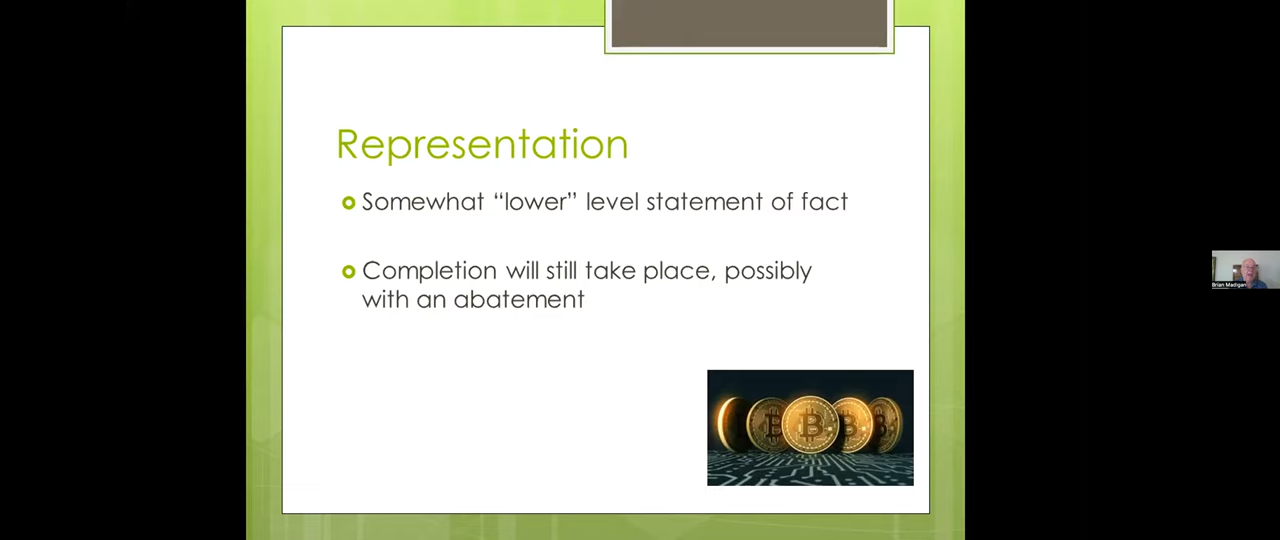 Representation
Somewhat “lower” level statement of fact
Completion will still take place, possibly
with an abatement
Brian Madigan